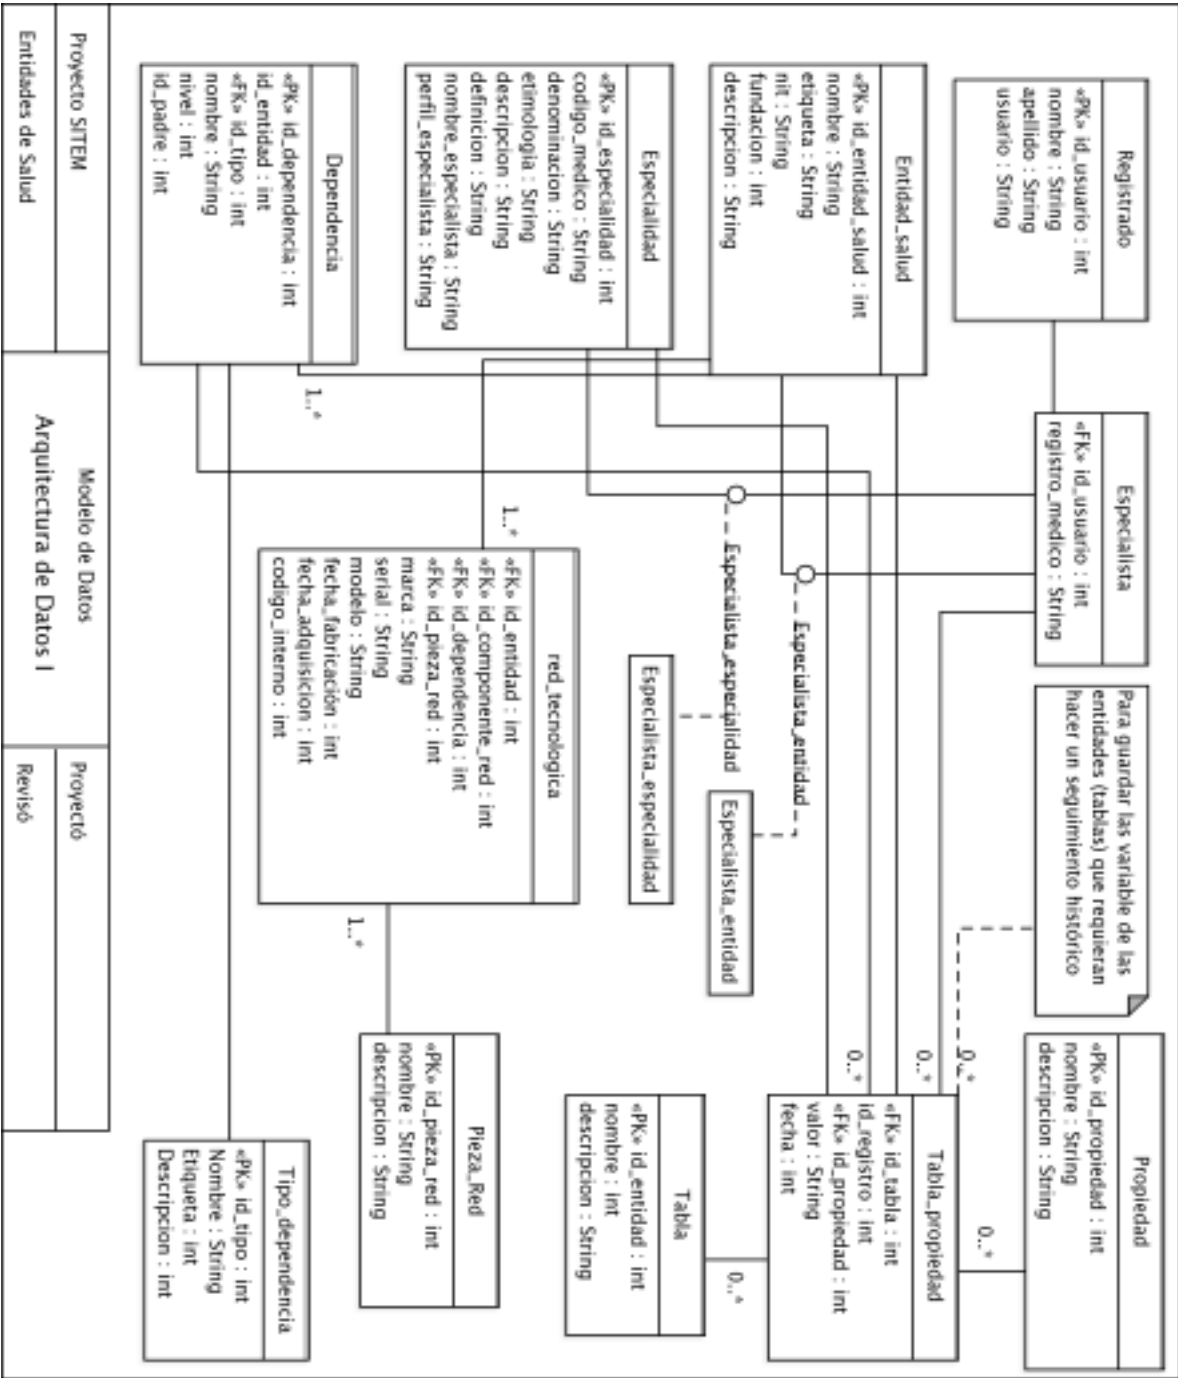 Registrado
«PK» id_usuario : int
nombre : String
apellido : String
usuario : String
Especialista
«FK» id_usuario : int
registro_medico : String
Para guardar las variable de las
entidades (tablas) que requieran
hacer un seguimiento histórico
Propiedad
«PK» id_propiedad : int
nombre : String
descripcion : String
Entidad_salud
«PK» id_entidad_salud : int
nombre : String
etiqueta : String
nit : String
fundacion : int
descripcion : String
Especialista_entidad
Especialista_entidad
0..*
0..*
0..*
0..*
Tabla_propiedad
«FK» id_tabla : int
id_registro : int
«FK» id_propiedad : int
valor : String
fecha : int
Especialidad
«PK» id_especialidad : int
codigo_medico : String
denominacion : String
etimologia : String
descripcion : String
definicion : String
nombre_especialista : String
perfil_especialista : String
Especialista_especialidad
Especialista_especialidad
0..*
Tabla
«PK» id_entidad : int
nombre : int
descripcion : String
1..*
red_tecnologica
«FK» id_entidad : int
«FK» id_componente_red : int
«FK» id_dependencia : int
«FK» id_pieza_red : int
marca : String
serial : String
modelo : String
fecha_fabricación : int
fecha_adquisicion : int
codigo_interno : int
1..*
Pieza_Red
«PK» id_pieza_red : int
nombre : String
descripcion : String
Dependencia
«PK» id_dependencia : int
id_entidad : int
«FK» id_tipo : int
nombre : String
nivel : int
id_padre : int
1..*
Tipo_dependencia
«PK» id_tipo : int
Nombre : String
Etiqueta : int
Descripcion : int
Proyecto SITEM
Entidades de Salud
Modelo de Datos
Arquitectura de Datos I
Proyectó
Revisó